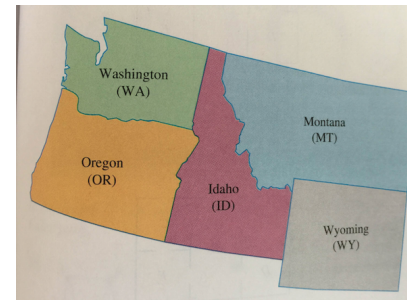 Washington
(WA)
Montana
(MT)
Oregon
(OR)
Idaho
(ID)
Wyoming
(WY)